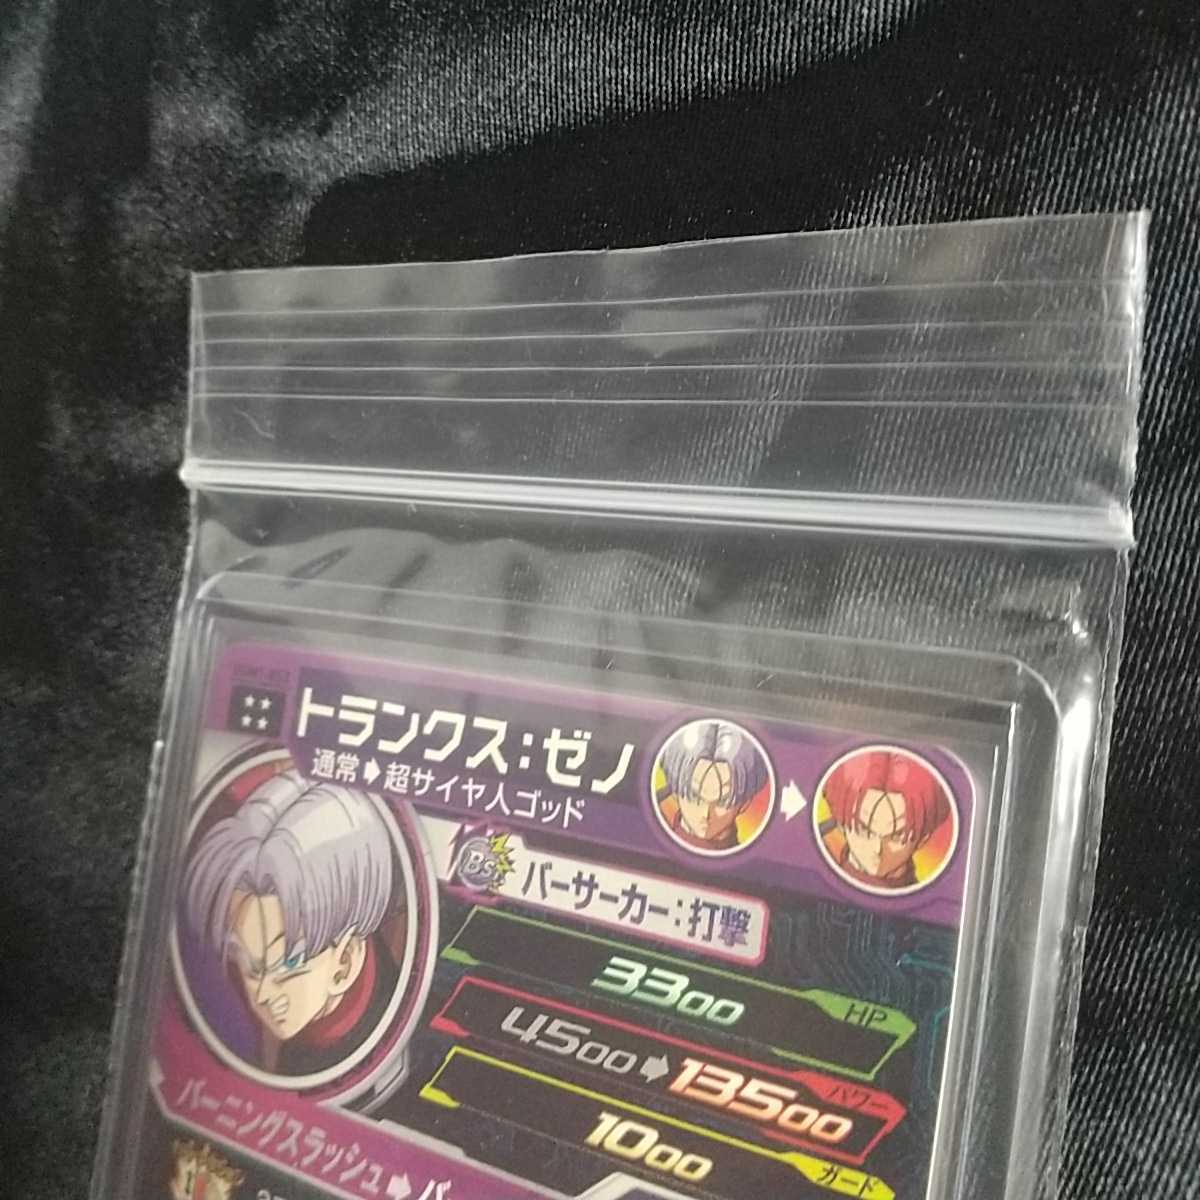 ★★
★★
トランクス:ゼノ
通常➡超サイヤ人ゴッド
BS
バーサーカー:打撃
3300 HP
4500➡13500 パワー
1000 ガード
バーニングスラッシュ➡バ